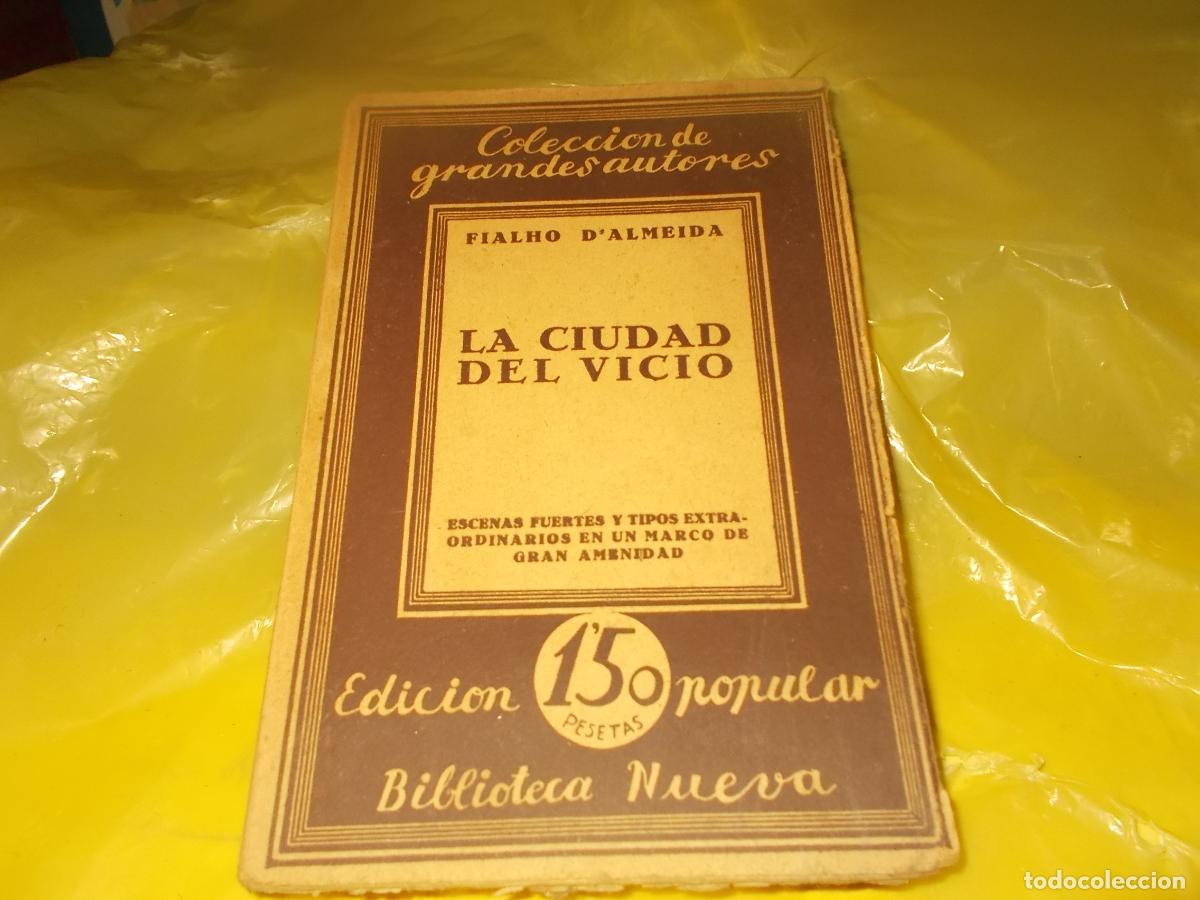 Coleccion de
grandes autores
FIALHO D'ALMEIDA
LA CIUDAD
DEL VICIO
ESCENAS FUERTES Y TIPOS EXTRA-
ORDINARIOS EN UN MARCO DE
GRAN AMENIDAD
Edicion 1'50 popular
PESETAS
Biblioteca Nueva
todocoleccion